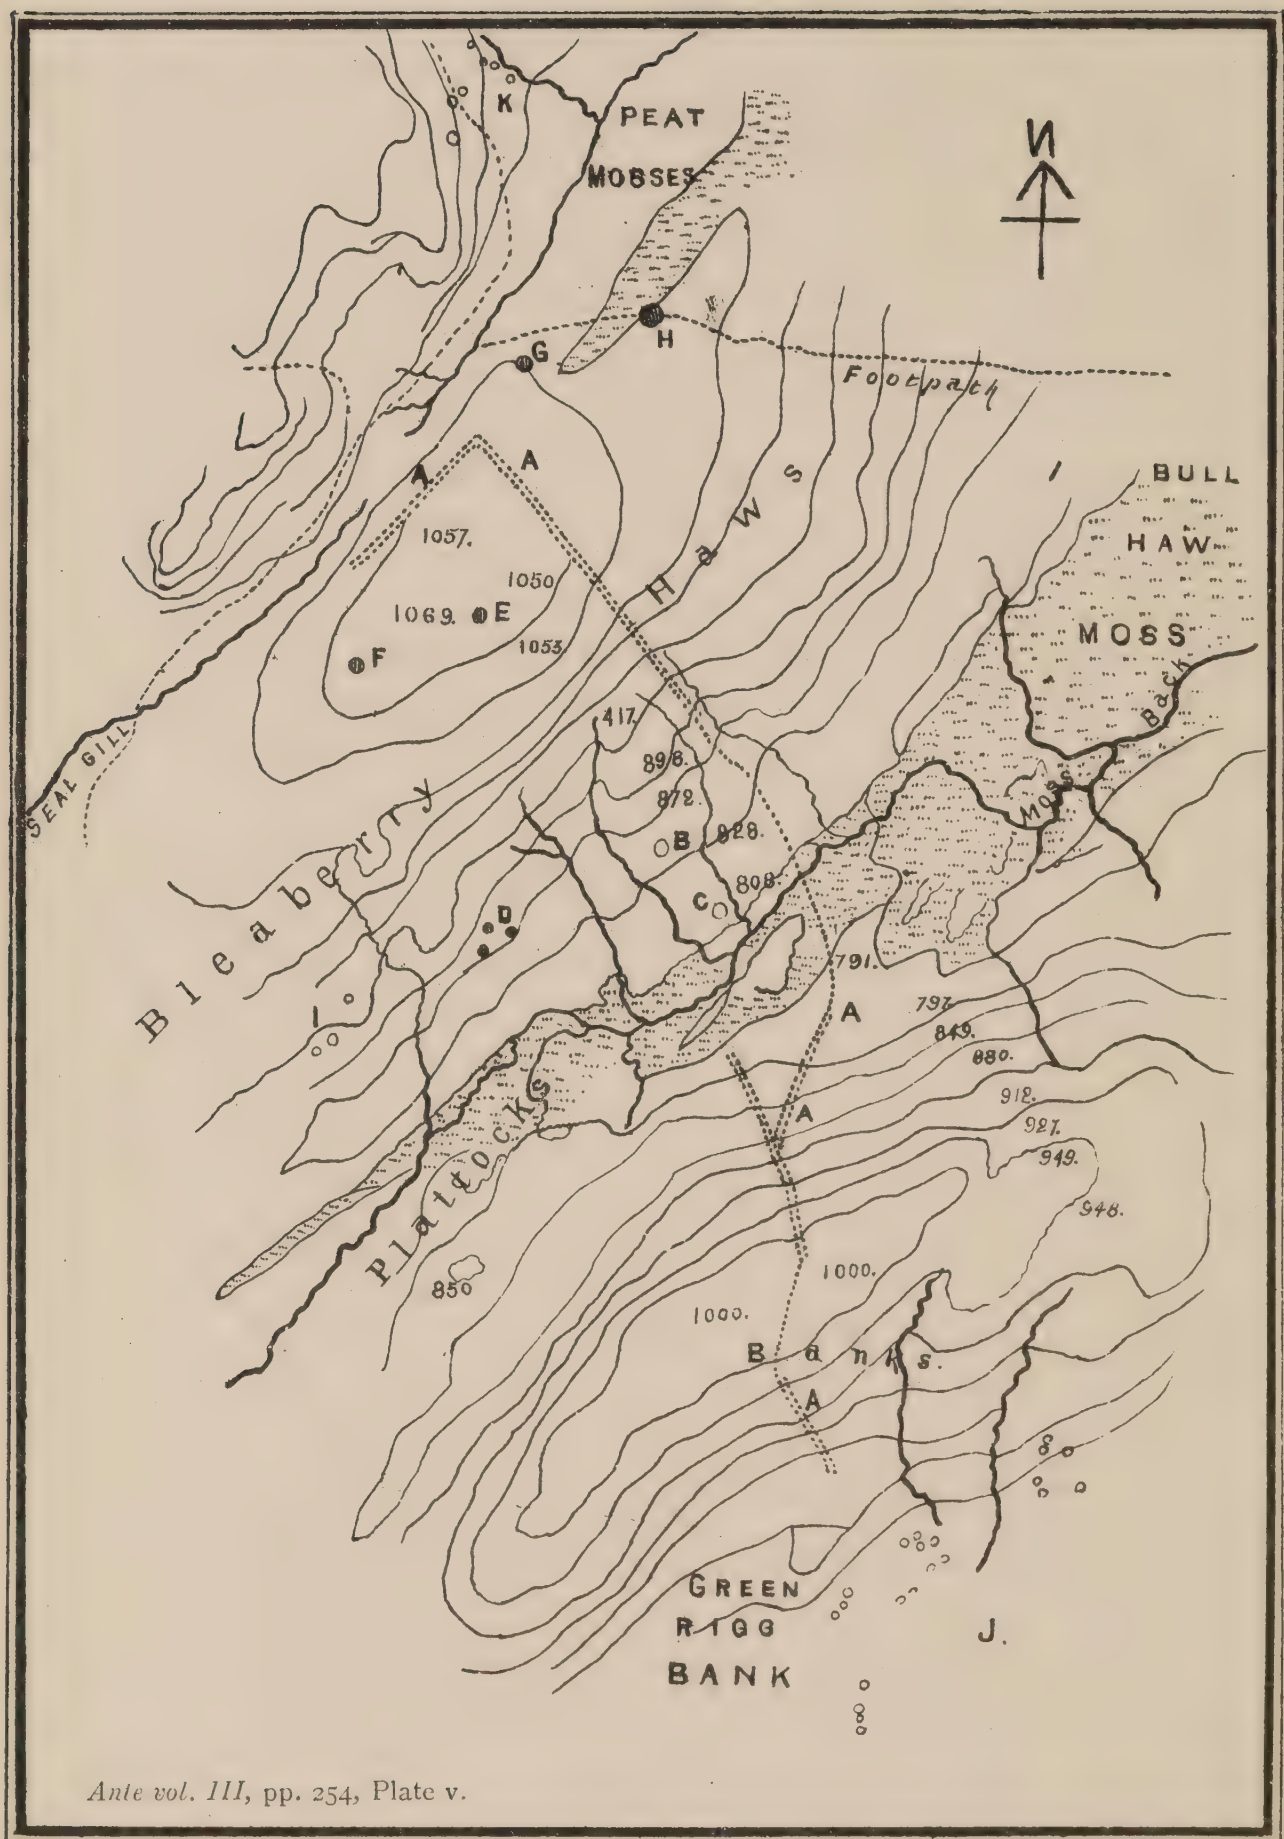 K
PEAT
MOSSES
N
H
G
Footpath
A
A
BULL
HAW
MOSS
1057.
1050
1069. E
1053
F
Haws
417.
896.
872
B
928.
808.
C
D
SEAL GILL
Bleaberry
I
Moss Back
791.
A
797
849.
880.
912.
927.
949.
948.
A
Plattocks
850
1000.
1000.
Banks.
A
GREEN
RIGG
BANK
J.
Ante vol. III, pp. 254, Plate v.